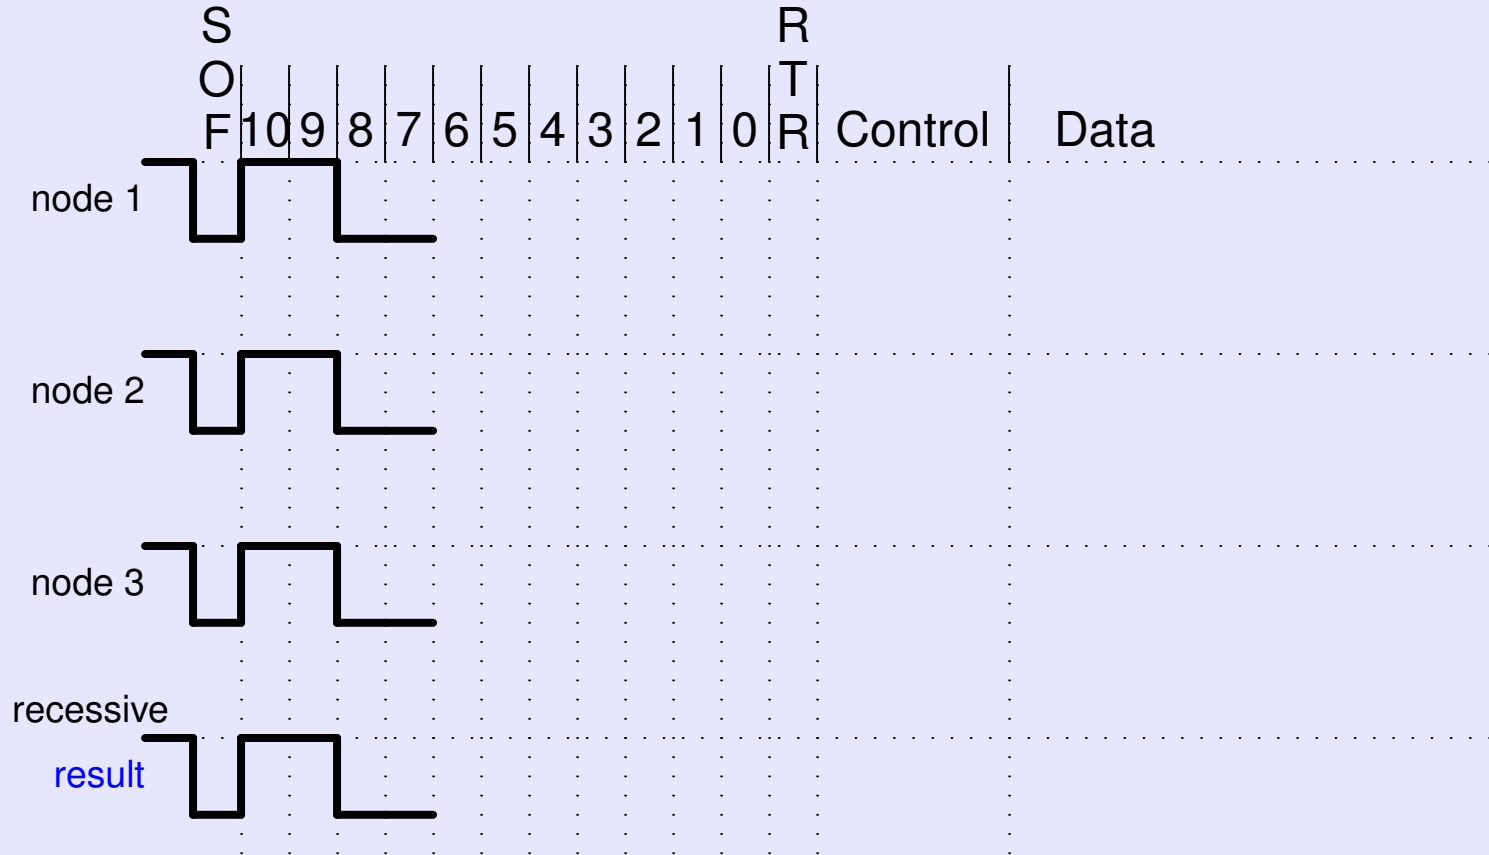 S R
O T
F 10 9 8 7 6 5 4 3 2 1 0 R Control Data
node 1
node 2
node 3
recessive
result